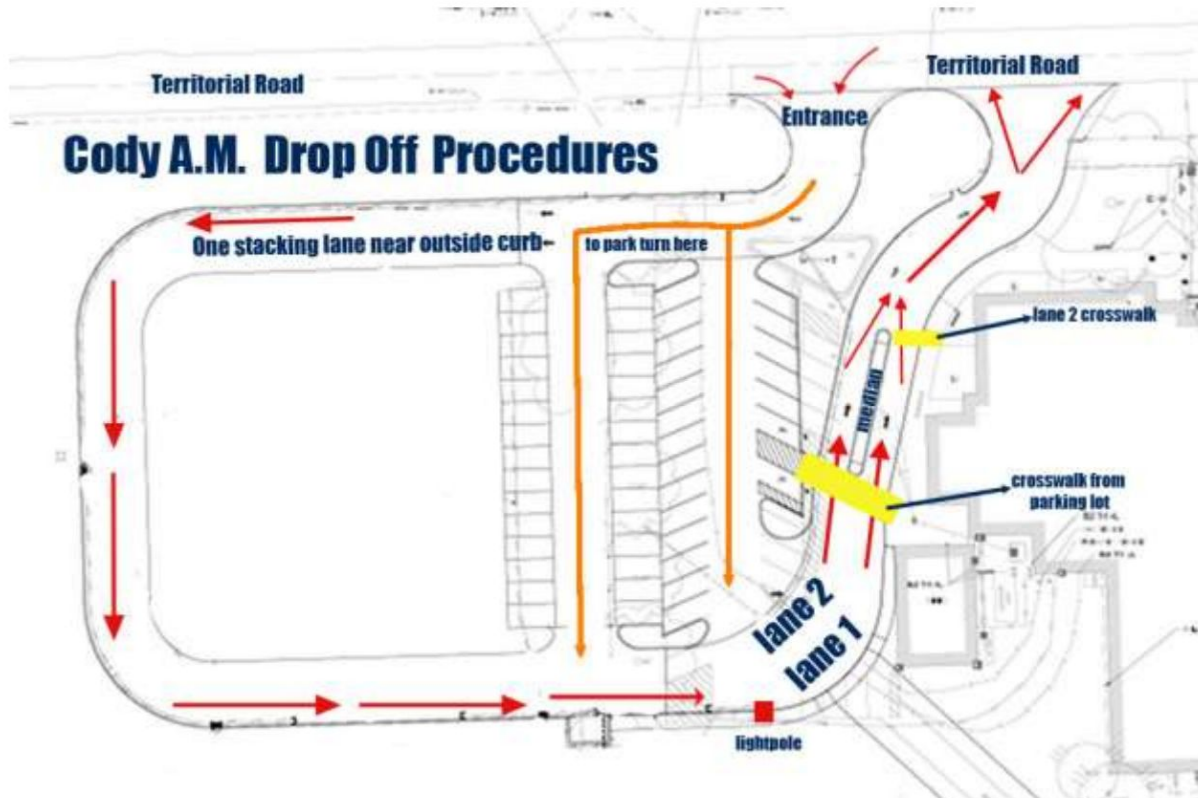 Territorial Road
Territorial Road
Entrance
Cody A.M. Drop Off Procedures
One stacking lane near outside curb
to park turn here
lane 2 crosswalk
median
crosswalk from
parking lot
lane 2
lane 1
lightpole